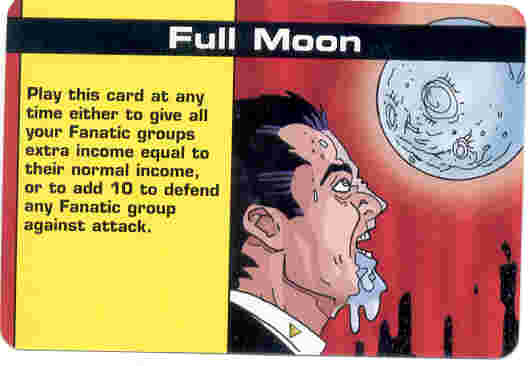 Full Moon
Play this card at any
time either to give all
your Fanatic groups
extra income equal to
their normal income,
or to add 10 to defend
any Fanatic group
against attack.